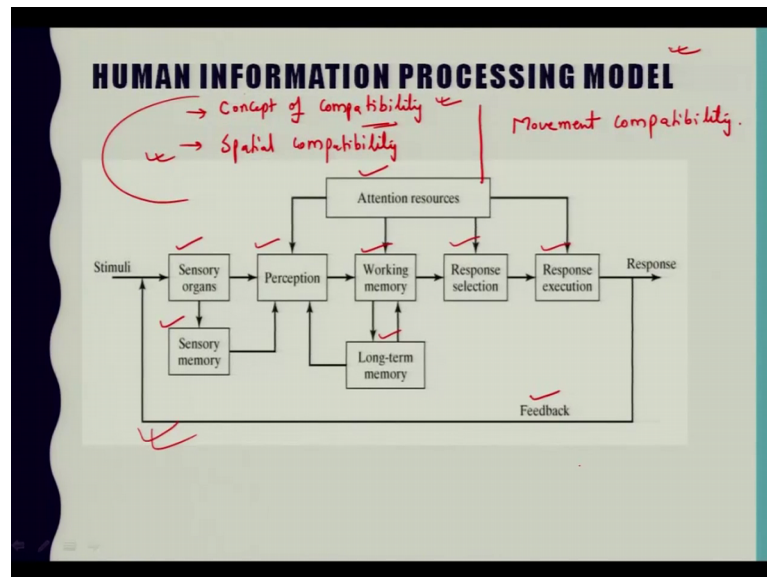 HUMAN INFORMATION PROCESSING MODEL
→ Concept of compatibility
→ Spatial compatibility
Movement compatibility.
Attention resources
Stimuli
Sensory organs
Perception
Working memory
Response selection
Response execution
Response
Sensory memory
Long-term memory
Feedback